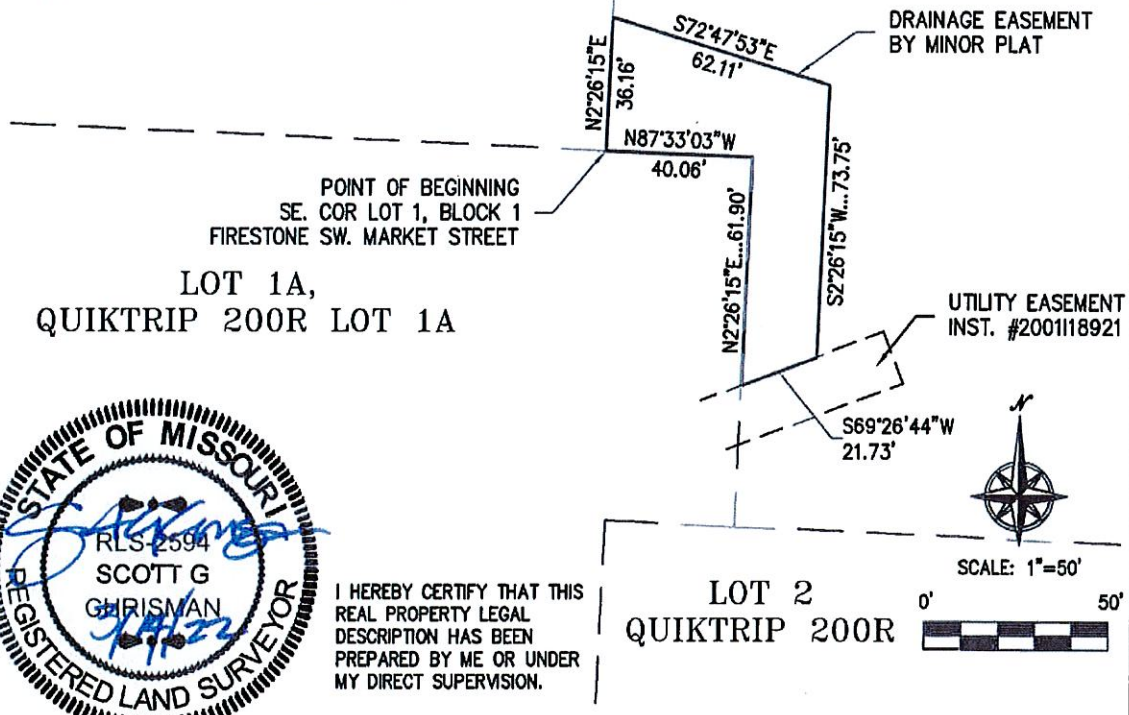 DRAINAGE EASEMENT
BY MINOR PLAT
S72°47'53"E
62.11'
N2°26'15"E
36.16'
N87°33'03"W
40.06'
POINT OF BEGINNING
SE. COR LOT 1, BLOCK 1
FIRESTONE SW. MARKET STREET
N2°26'15"E...61.90'
S2°26'15"W...73.75'
LOT 1A,
QUIKTRIP 200R LOT 1A
UTILITY EASEMENT
INST. #2001I18921
S69°26'44"W
21.73'
N
SCALE: 1"=50'
0' 50'
LOT 2
QUIKTRIP 200R
STATE OF MISSOURI
RLS-2594
SCOTT G
CHRISMAN
3/14/22
REGISTERED LAND SURVEYOR
I HEREBY CERTIFY THAT THIS
REAL PROPERTY LEGAL
DESCRIPTION HAS BEEN
PREPARED BY ME OR UNDER
MY DIRECT SUPERVISION.